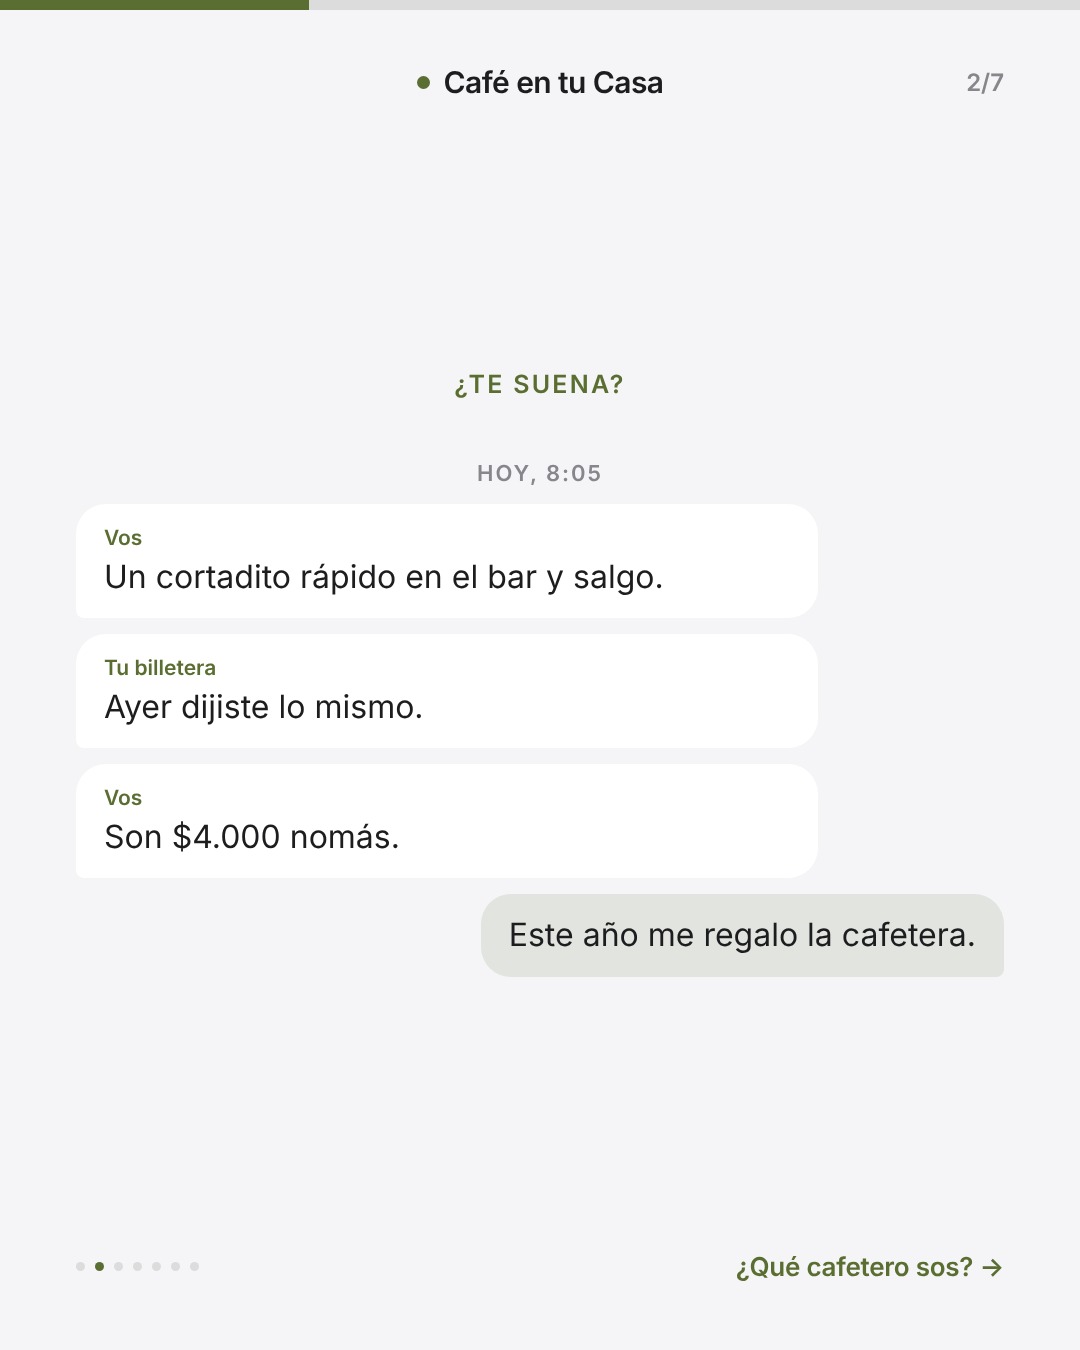 Café en tu Casa
2/7
¿TE SUENA?
HOY, 8:05
Vos
Un cortadito rápido en el bar y salgo.
Tu billetera
Ayer dijiste lo mismo.
Vos
Son $4.000 nomás.
Este año me regalo la cafetera.
¿Qué cafetero sos? →